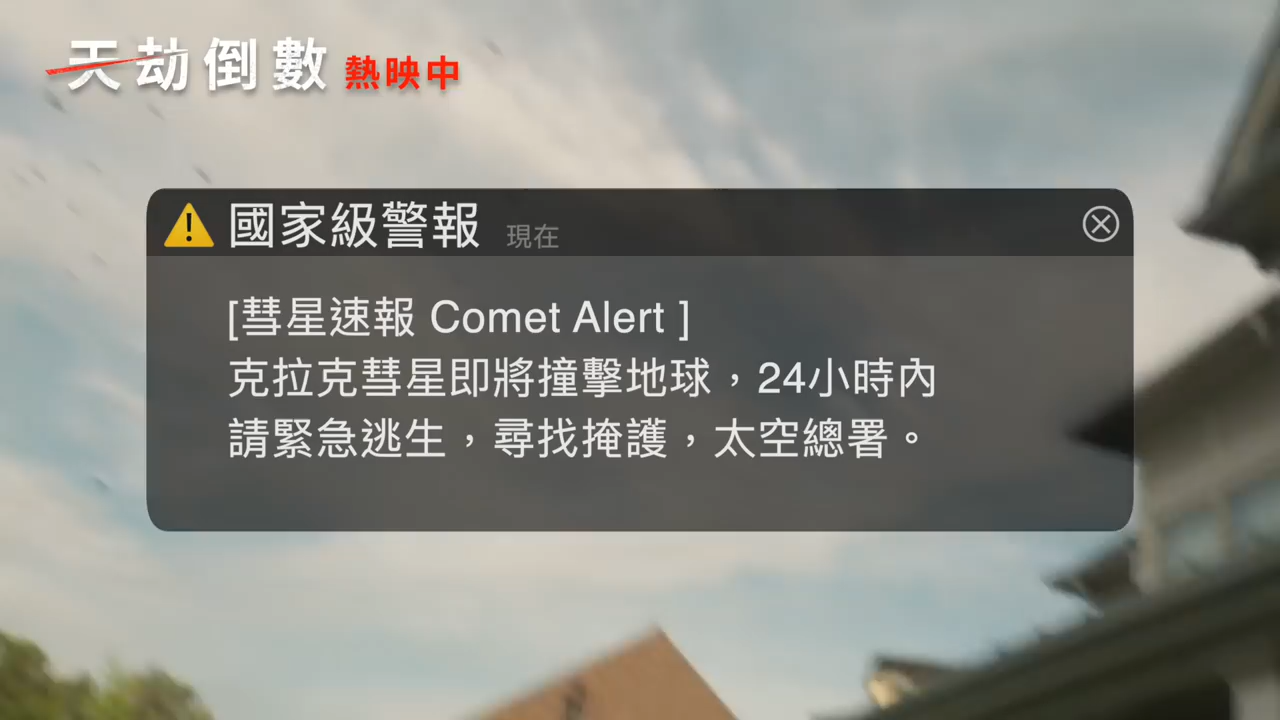 天劫倒數 熱映中
國家級警報 現在
[彗星速報 Comet Alert ]
克拉克彗星即將撞擊地球，24小時內
請緊急逃生，尋找掩護，太空總署。